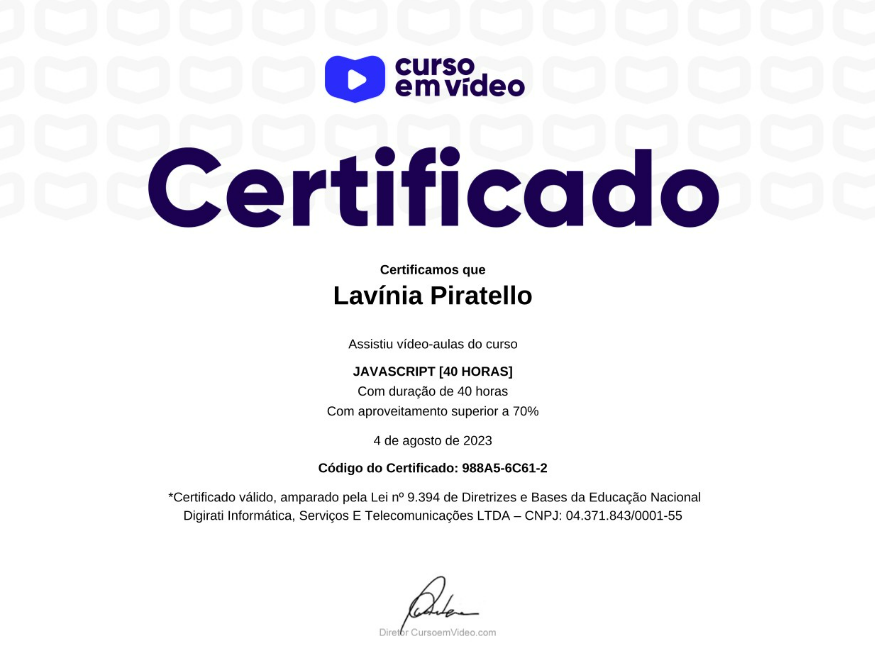 curso
em vídeo
Certificado
Certificamos que
Lavínia Piratello
Assistiu vídeo-aulas do curso
JAVASCRIPT [40 HORAS]
Com duração de 40 horas
Com aproveitamento superior a 70%
4 de agosto de 2023
Código do Certificado: 988A5-6C61-2
*Certificado válido, amparado pela Lei nº 9.394 de Diretrizes e Bases da Educação Nacional
Digirati Informática, Serviços E Telecomunicações LTDA – CNPJ: 04.371.843/0001-55
Diretor CursoemVideo.com